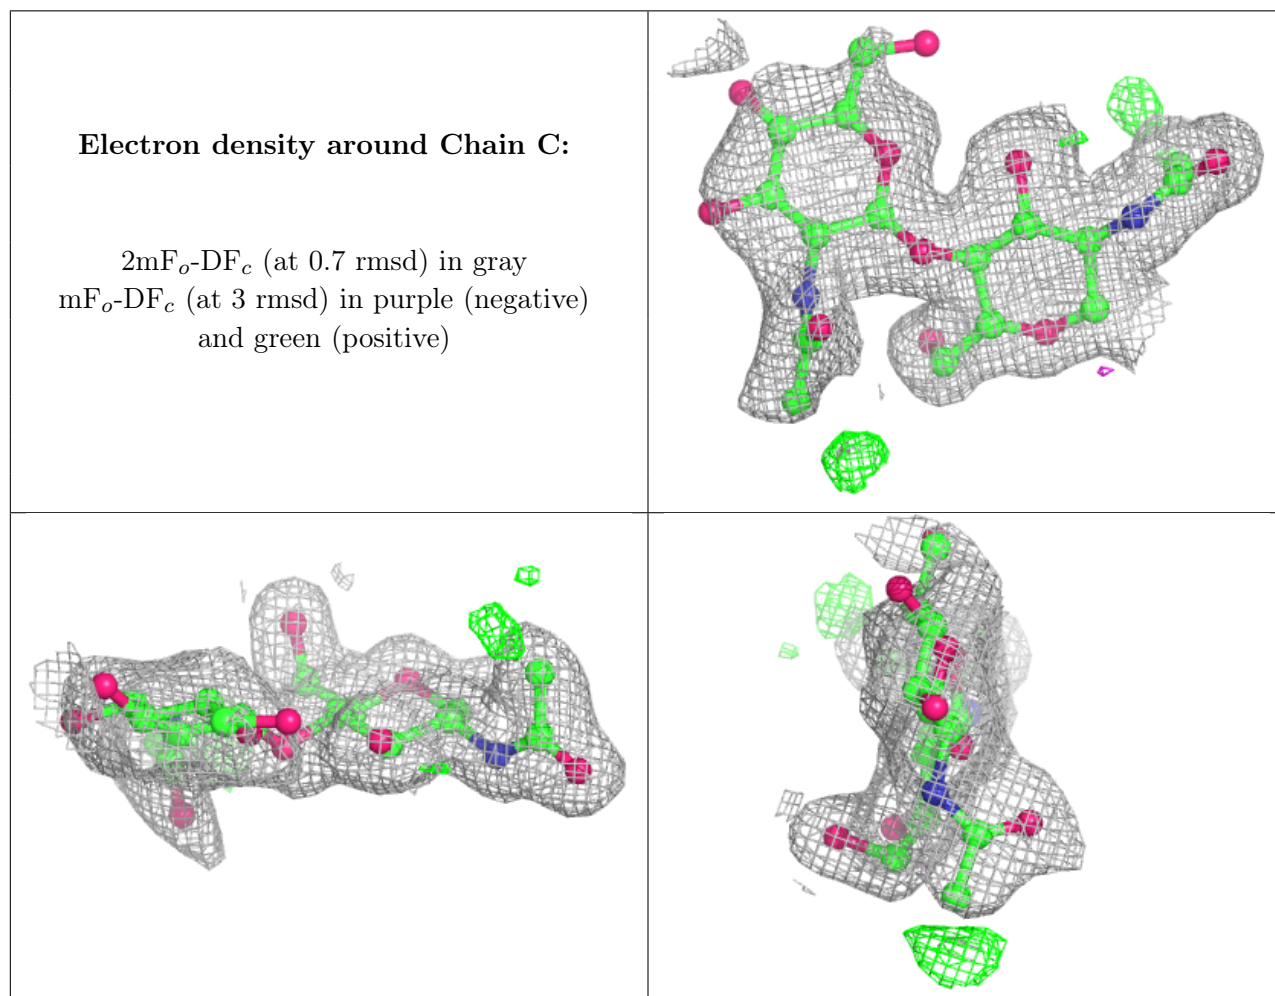 Electron density around Chain C:
2mFₒ-DF𝒸 (at 0.7 rmsd) in gray
mFₒ-DF𝒸 (at 3 rmsd) in purple (negative)
and green (positive)